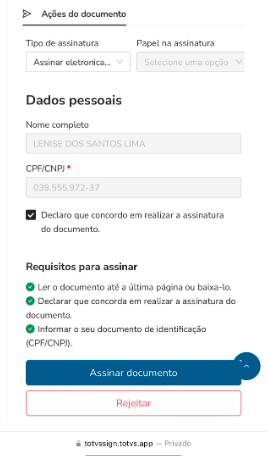 Ações do documento
Tipo de assinatura Papel na assinatura
Assinar eletronica... Selecione uma opção
Dados pessoais
Nome completo
LENISE DOS SANTOS LIMA
CPF/CNPJ *
039.555.972-37
Declaro que concordo em realizar a assinatura
do documento.
Requisitos para assinar
Ler o documento até a última página ou baixa-lo.
Declarar que concorda em realizar a assinatura do
documento.
Informar o seu documento de identificação
(CPF/CNPJ).
Assinar documento
Rejeitar
totvssign.totvs.app — Privado